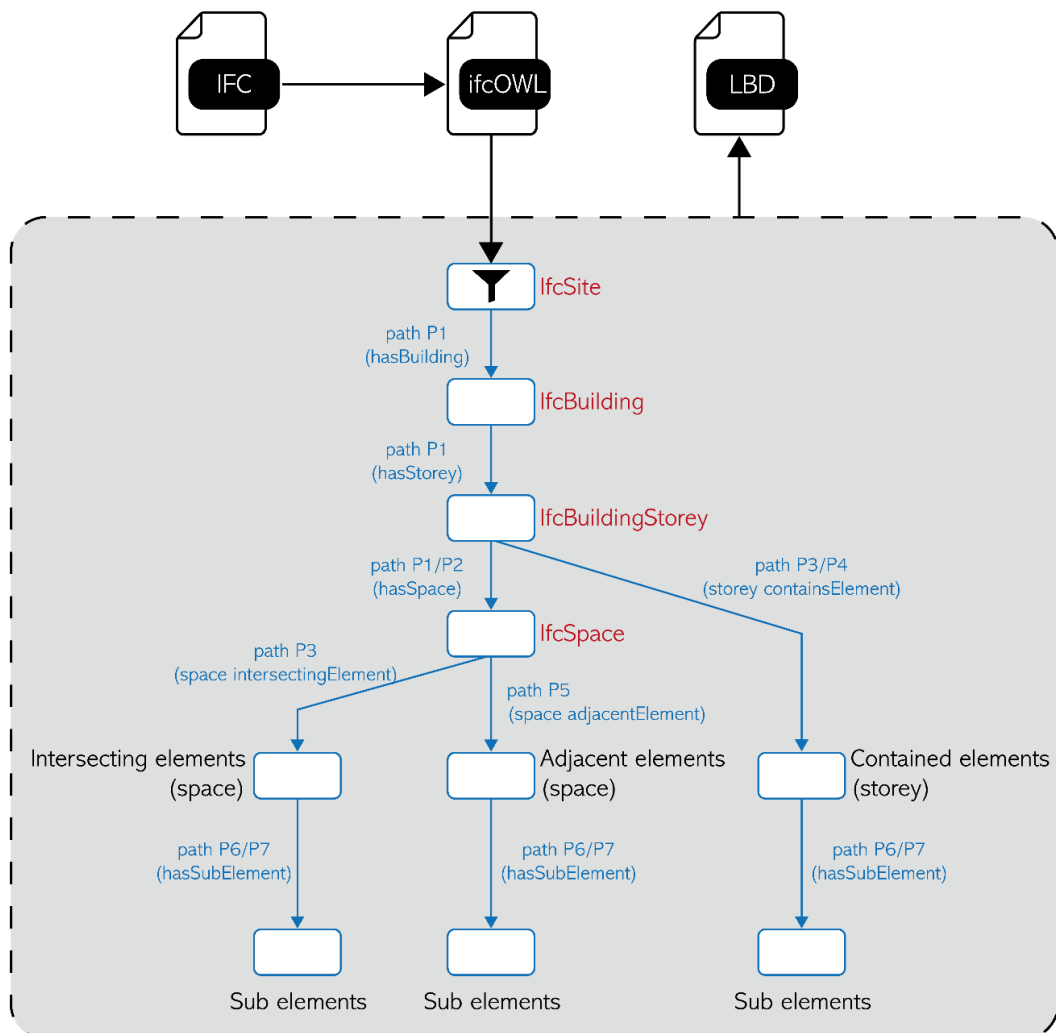 IFC
ifcOWL
LBD
IfcSite
path P1
(hasBuilding)
IfcBuilding
path P1
(hasStorey)
IfcBuildingStorey
path P1/P2
(hasSpace)
path P3/P4
(storey containsElement)
IfcSpace
path P3
(space intersectingElement)
path P5
(space adjacentElement)
Intersecting elements
(space)
Adjacent elements
(space)
Contained elements
(storey)
path P6/P7
(hasSubElement)
path P6/P7
(hasSubElement)
path P6/P7
(hasSubElement)
Sub elements
Sub elements
Sub elements